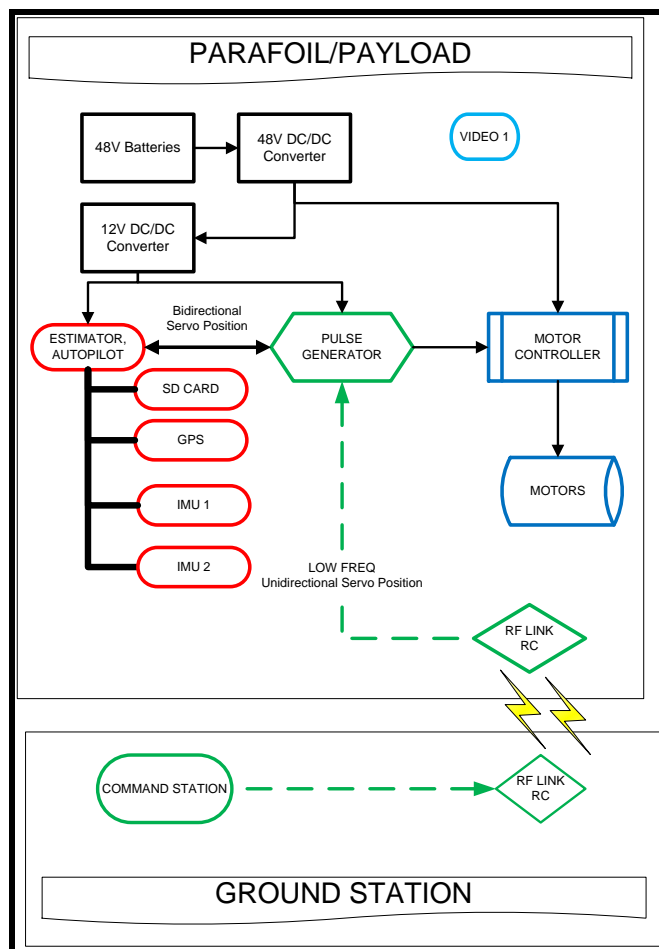 PARAFOIL/PAYLOAD
48V Batteries
48V DC/DC
Converter
VIDEO 1
12V DC/DC
Converter
Bidirectional
Servo Position
ESTIMATOR,
AUTOPILOT
PULSE
GENERATOR
MOTOR
CONTROLLER
SD CARD
GPS
IMU 1
IMU 2
MOTORS
LOW FREQ
Unidirectional Servo Position
RF LINK
RC
COMMAND STATION
RF LINK
RC
GROUND STATION